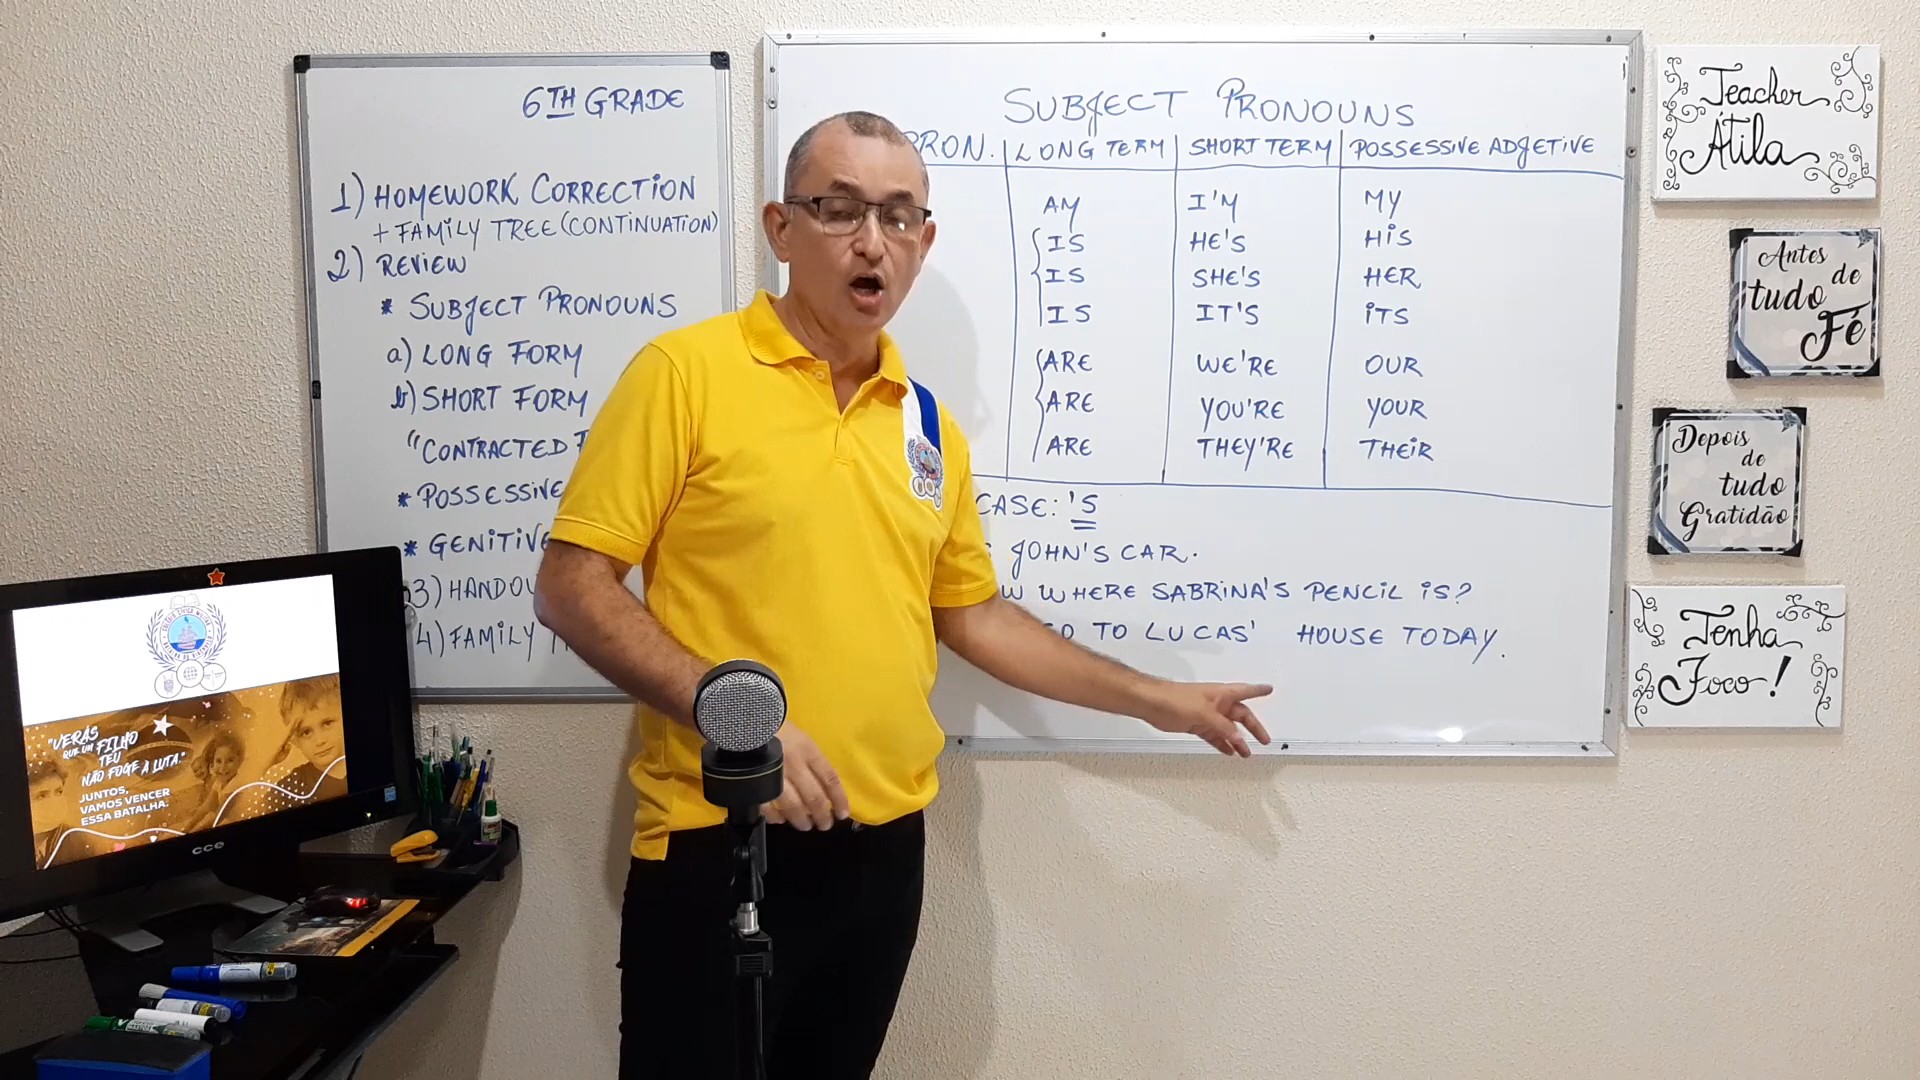 6TH GRADE
1) HOMEWORK CORRECTION
+ FAMILY TREE (CONTINUATION)
2) REVIEW
* SUBJECT PRONOUNS
a) LONG FORM
b) SHORT FORM
"CONTRACTED
* POSSESSIVE
* GENITIVE
3) HANDOU
4) FAMILY
SUBJECT PRONOUNS
PRON. LONG TERM SHORT TERM POSSESSIVE ADJETIVE
AM I'M MY
IS HE'S HIS
IS SHE'S HER
IS IT'S ITS
ARE WE'RE OUR
ARE YOU'RE YOUR
ARE THEY'RE THEIR
CASE: 'S
JOHN'S CAR.
W WHERE SABRINA'S PENCIL IS?
GO TO LUCAS' HOUSE TODAY.
Teacher
Átila
Antes
de
tudo
Fé
Depois
de
tudo
Gratidão
Tenha
Foco!
"VERÁS
QUE UM FILHO
TEU
NÃO FOGE À LUTA."
JUNTOS,
VAMOS VENCER
ESSA BATALHA.
cce